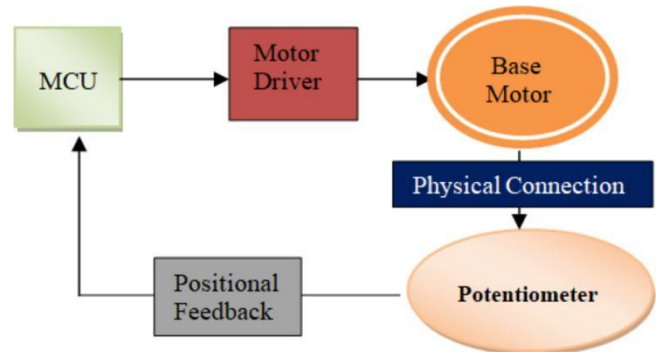 MCU
Motor
Driver
Base
Motor
Physical Connection
Potentiometer
Positional
Feedback